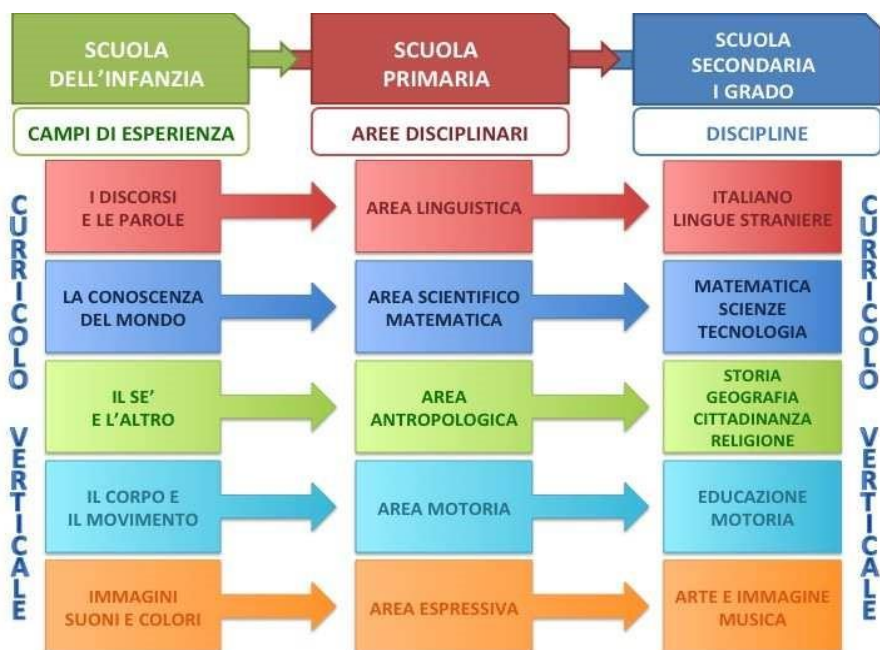 SCUOLA
DELL'INFANZIA
SCUOLA
PRIMARIA
SCUOLA
SECONDARIA
I GRADO
CAMPI DI ESPERIENZA
AREE DISCIPLINARI
DISCIPLINE
CURRICOLO VERTICALE
I DISCORSI
E LE PAROLE
AREA LINGUISTICA
ITALIANO
LINGUE STRANIERE
LA CONOSCENZA
DEL MONDO
AREA SCIENTIFICO
MATEMATICA
MATEMATICA
SCIENZE
TECNOLOGIA
IL SE'
E L'ALTRO
AREA
ANTROPOLOGICA
STORIA
GEOGRAFIA
CITTADINANZA
RELIGIONE
IL CORPO E
IL MOVIMENTO
AREA MOTORIA
EDUCAZIONE
MOTORIA
IMMAGINI
SUONI E COLORI
AREA ESPRESSIVA
ARTE E IMMAGINE
MUSICA
CURRICOLO VERTICALE